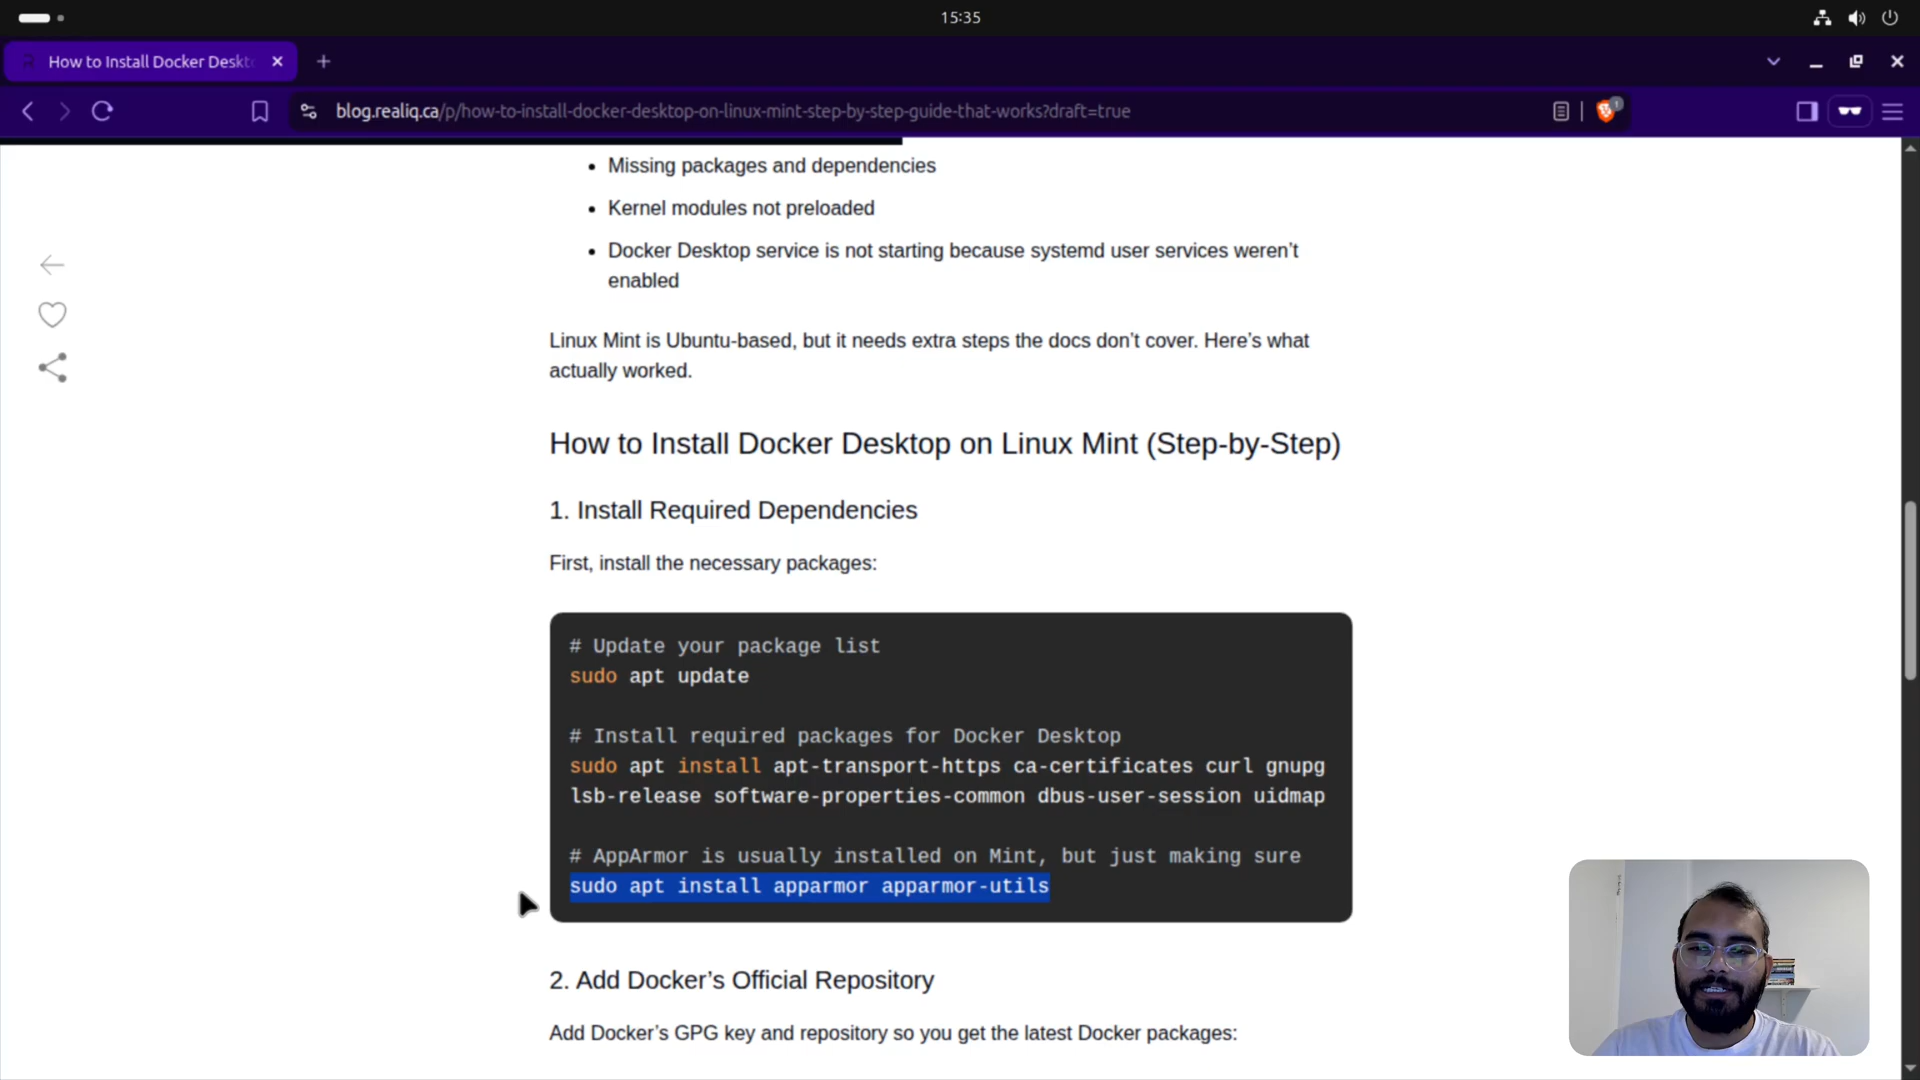 15:35
How to Install Docker Deskt
blog.realiq.ca/p/how-to-install-docker-desktop-on-linux-mint-step-by-step-guide-that-works?draft=true
1
• Missing packages and dependencies
• Kernel modules not preloaded
• Docker Desktop service is not starting because systemd user services weren’t
enabled
Linux Mint is Ubuntu-based, but it needs extra steps the docs don’t cover. Here’s what
actually worked.
How to Install Docker Desktop on Linux Mint (Step-by-Step)
1. Install Required Dependencies
First, install the necessary packages:
# Update your package list
sudo apt update
# Install required packages for Docker Desktop
sudo apt install apt-transport-https ca-certificates curl gnupg
lsb-release software-properties-common dbus-user-session uidmap
# AppArmor is usually installed on Mint, but just making sure
sudo apt install apparmor apparmor-utils
2. Add Docker’s Official Repository
Add Docker’s GPG key and repository so you get the latest Docker packages: